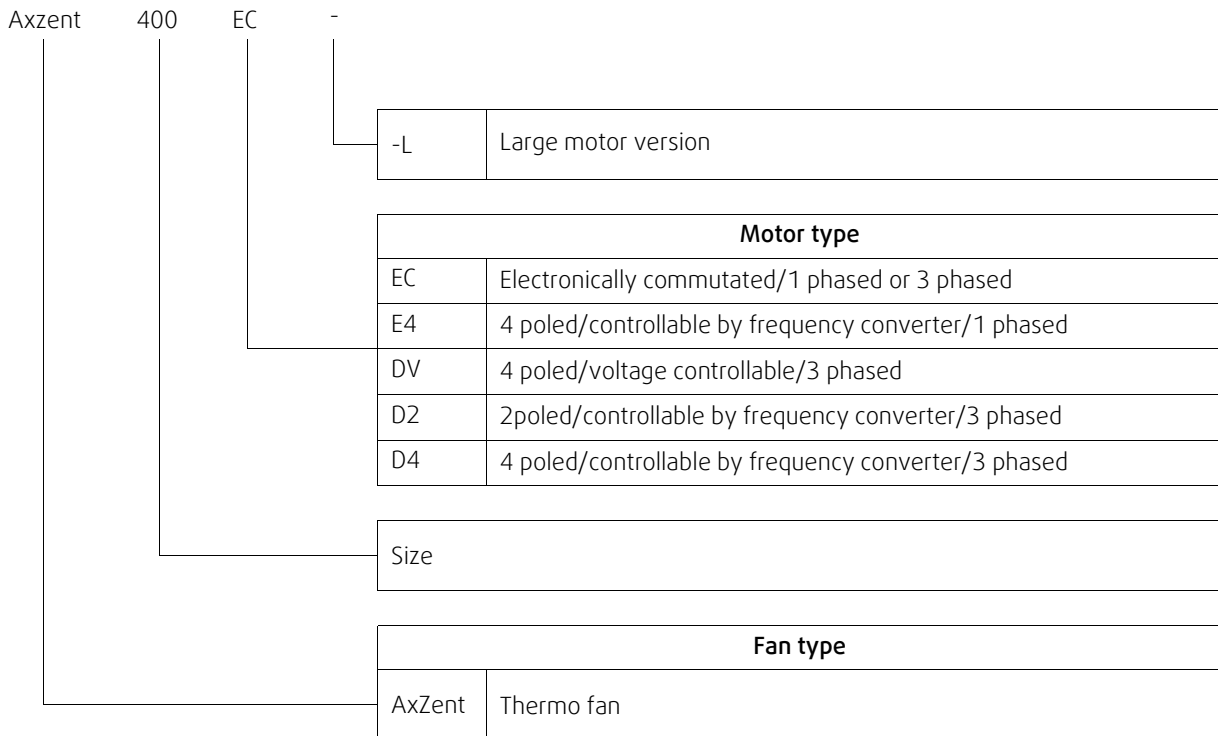 Axzent 400 EC -
-L Large motor version
Motor type
EC Electronically commutated/1 phased or 3 phased
E4 4 poled/controllable by frequency converter/1 phased
DV 4 poled/voltage controllable/3 phased
D2 2poled/controllable by frequency converter/3 phased
D4 4 poled/controllable by frequency converter/3 phased
Size
Fan type
AxZent Thermo fan